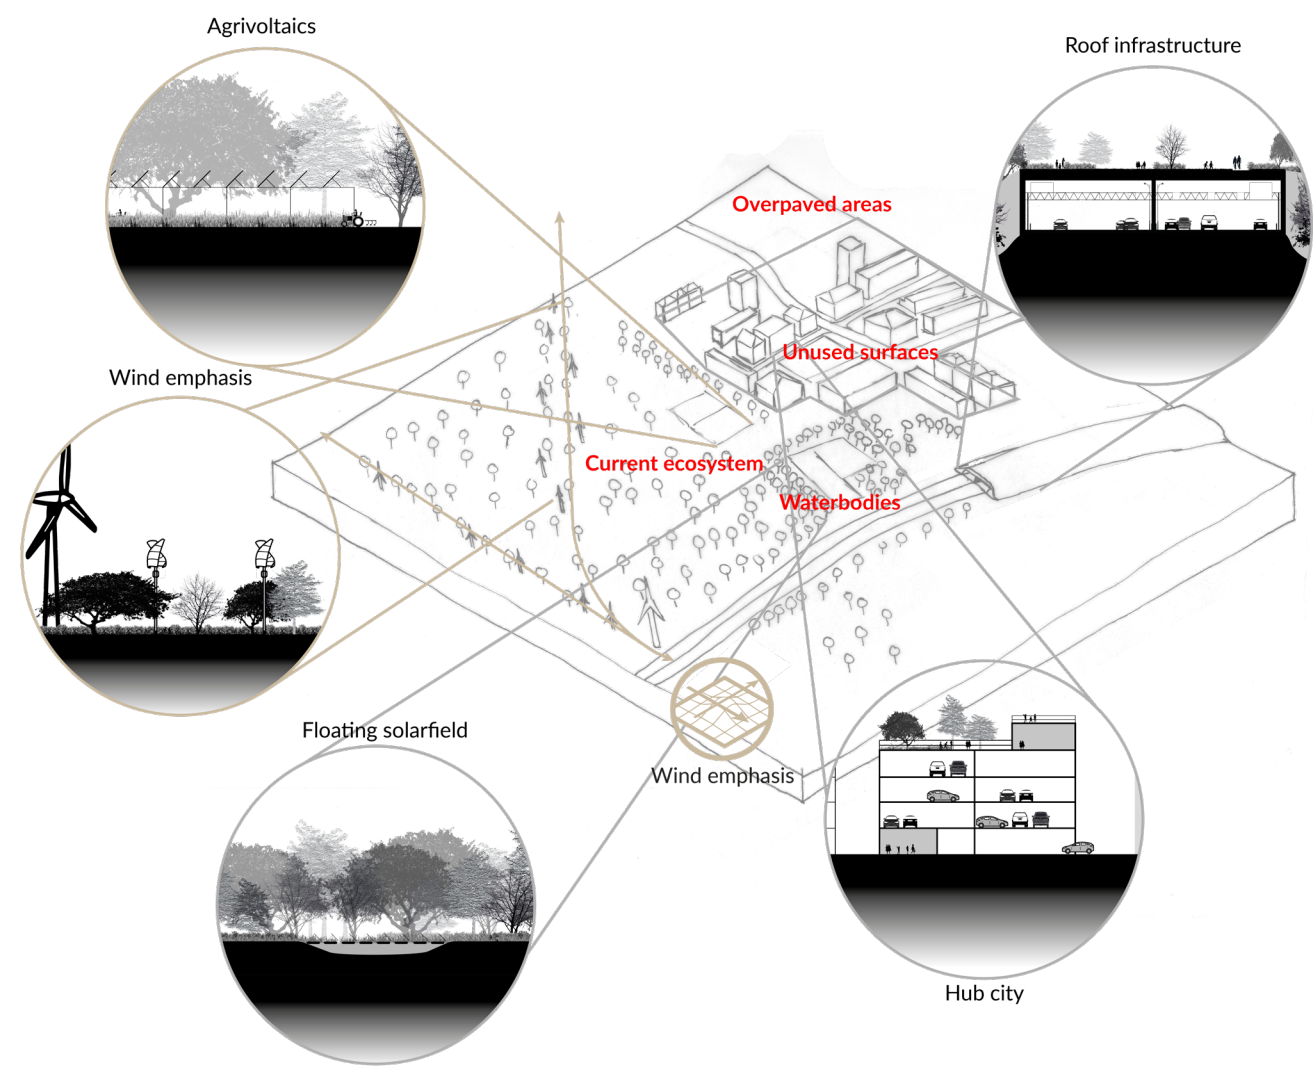 Agrivoltaics
Roof infrastructure
Overpaved areas
Unused surfaces
Wind emphasis
Current ecosystem
Waterbodies
Floating solarfield
Wind emphasis
Hub city